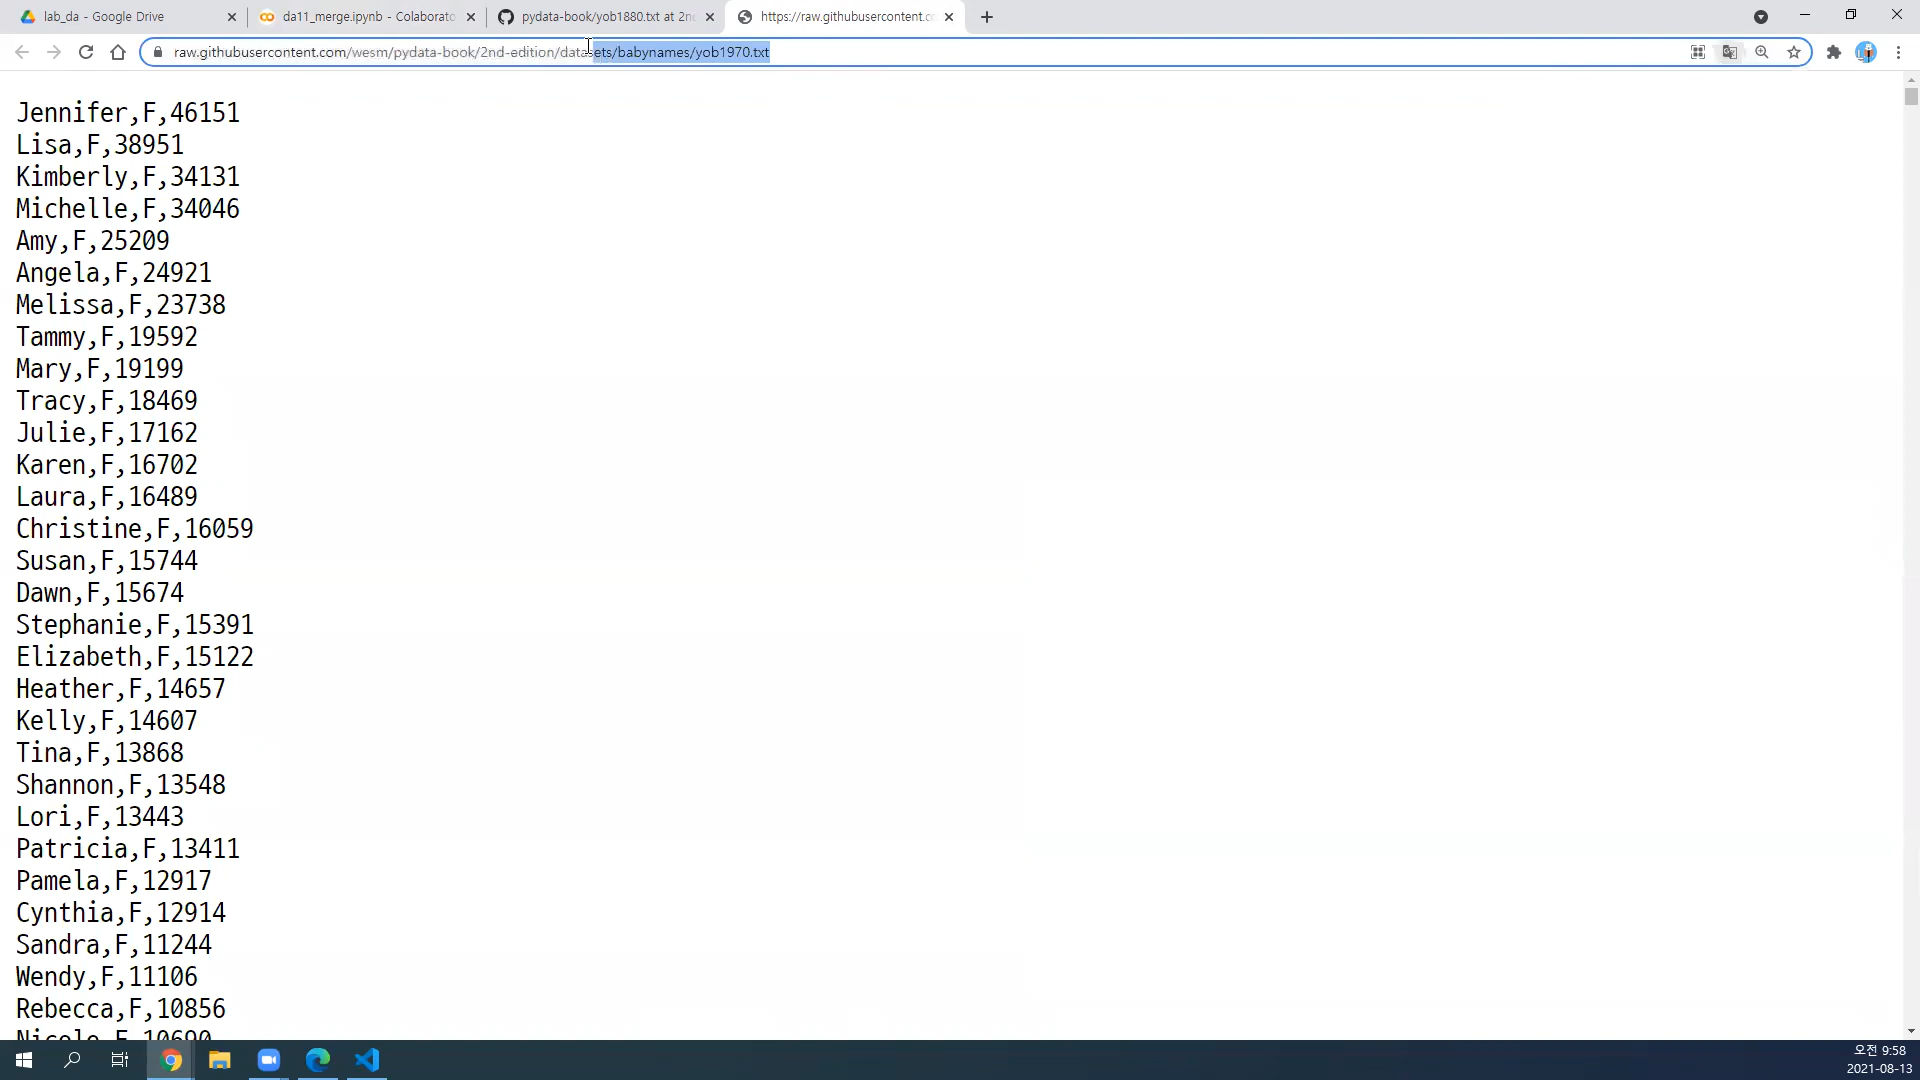 lab_da - Google Drive
da11_merge.ipynb - Colaborato
pydata-book/yob1880.txt at 2n
https://raw.githubusercontent.c
raw.githubusercontent.com/wesm/pydata-book/2nd-edition/datasets/babynames/yob1970.txt
Jennifer,F,46151
Lisa,F,38951
Kimberly,F,34131
Michelle,F,34046
Amy,F,25209
Angela,F,24921
Melissa,F,23738
Tammy,F,19592
Mary,F,19199
Tracy,F,18469
Julie,F,17162
Karen,F,16702
Laura,F,16489
Christine,F,16059
Susan,F,15744
Dawn,F,15674
Stephanie,F,15391
Elizabeth,F,15122
Heather,F,14657
Kelly,F,14607
Tina,F,13868
Shannon,F,13548
Lori,F,13443
Patricia,F,13411
Pamela,F,12917
Cynthia,F,12914
Sandra,F,11244
Wendy,F,11106
Rebecca,F,10856
Nicole,F,10690
오전 9:58
2021-08-13